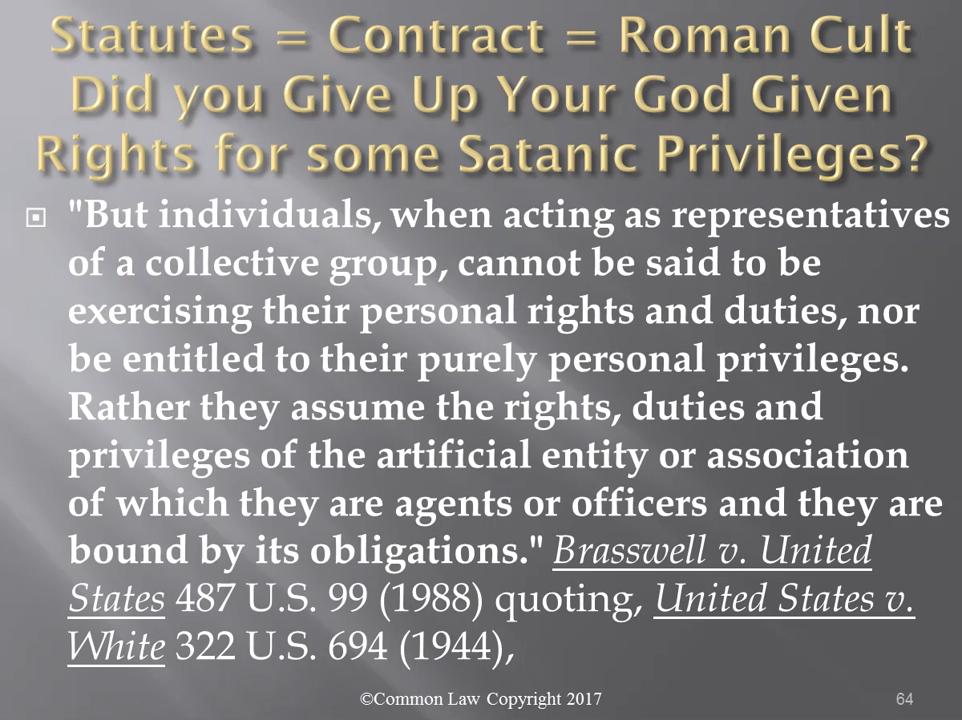 Statutes = Contract = Roman Cult
Did you Give Up Your God Given
Rights for some Satanic Privileges?
"But individuals, when acting as representatives
of a collective group, cannot be said to be
exercising their personal rights and duties, nor
be entitled to their purely personal privileges.
Rather they assume the rights, duties and
privileges of the artificial entity or association
of which they are agents or officers and they are
bound by its obligations." Brasswell v. United
States 487 U.S. 99 (1988) quoting, United States v.
White 322 U.S. 694 (1944),
©Common Law Copyright 2017
64